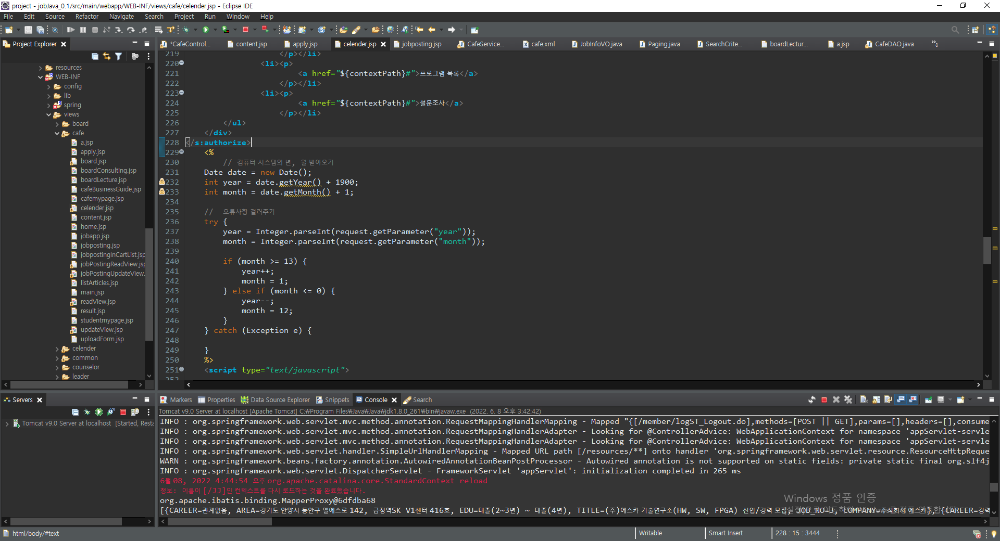 project - jobJava_0.1/src/main/webapp/WEB-INF/views/cafe/celender.jsp - Eclipse IDE
File Edit Source Refactor Navigate Search Project Run Window Help
Project Explorer
*CafeControl... content.jsp apply.jsp celender.jsp jobposting.jsp CafeService... cafe.xml JobInfoVO.java Paging.java SearchCrite... boardLectur... a.jsp CafeDAO.java »8
resources
WEB-INF
config
lib
spring
views
board
cafe
a.jsp
apply.jsp
board.jsp
boardConsulting.jsp
boardLecture.jsp
cafeBusinessGuide.jsp
cafemypage.jsp
celender.jsp
content.jsp
home.jsp
jobapp.jsp
jobposting.jsp
jobpostingInCartList.jsp
jobPostingReadView.jsp
jobPostingUpdateView.
listArticles.jsp
main.jsp
readView.jsp
result.jsp
studentmypage.jsp
updateView.jsp
uploadForm.jsp
celender
common
counselor
leader
219 </p></li>
220 <li><p>
221 <a href="${contextPath}#">프로그램 목록</a>
222 </p></li>
223 <li><p>
224 <a href="${contextPath}#">설문조사</a>
225 </p></li>
226 </ul>
227 </div>
228 </s:authorize>
229 <%
230 // 컴퓨터 시스템의 년, 월 받아오기
231 Date date = new Date();
232 int year = date.getYear() + 1900;
233 int month = date.getMonth() + 1;
234
235 // 오류사항 걸러주기
236 try {
237 year = Integer.parseInt(request.getParameter("year"));
238 month = Integer.parseInt(request.getParameter("month"));
239
240 if (month >= 13) {
241 year++;
242 month = 1;
243 } else if (month <= 0) {
244 year--;
245 month = 12;
246 }
247 } catch (Exception e) {
248
249 }
250 %>
251 <script type="text/javascript">
252
Servers
Tomcat v9.0 Server at localhost [Started, Resta
Markers Properties Data Source Explorer Snippets Console Search
Tomcat v9.0 Server at localhost [Apache Tomcat] C:₩Program Files₩Java₩Java₩jdk1.8.0_261₩bin₩javaw.exe (2022. 6. 8 오후 3:42:42)
INFO : org.springframework.web.servlet.mvc.method.annotation.RequestMappingHandlerMapping - Mapped "{[/member/logST_Logout.do],methods=[POST || GET],params=[],headers=[],consume
INFO : org.springframework.web.servlet.mvc.method.annotation.RequestMappingHandlerAdapter - Looking for @ControllerAdvice: WebApplicationContext for namespace 'appServlet-servle
INFO : org.springframework.web.servlet.mvc.method.annotation.RequestMappingHandlerAdapter - Looking for @ControllerAdvice: WebApplicationContext for namespace 'appServlet-servle
INFO : org.springframework.web.servlet.handler.SimpleUrlHandlerMapping - Mapped URL path [/resources/**] onto handler 'org.springframework.web.servlet.resource.ResourceHttpReque
WARN : org.springframework.beans.factory.annotation.AutowiredAnnotationBeanPostProcessor - Autowired annotation is not supported on static fields: private static final org.slf4j
INFO : org.springframework.web.servlet.DispatcherServlet - FrameworkServlet 'appServlet': initialization completed in 265 ms
6월 08, 2022 4:44:54 오후 org.apache.catalina.core.StandardContext reload
정보: 이름이 [/JJ]인 컨텍스트를 다시 로드하는 것을 완료했습니다.
org.apache.ibatis.binding.MapperProxy@6dfdba68
[{CAREER=관계없음, AREA=경기도 안양시 동안구 엘에스로 142, 금정역SK V1센터 416호, EDU=대졸(2~3년) ~ 대졸(4년), TITLE=(주)에스카 기술연구소(HW, SW, FPGA) 신입/경력 모집, JOB_NO=3, COMPANY=주식회사 에스카}, {CAREER=경력
Windows 정품 인증
html/body/#text Writable Smart Insert 228 : 15 : 3444